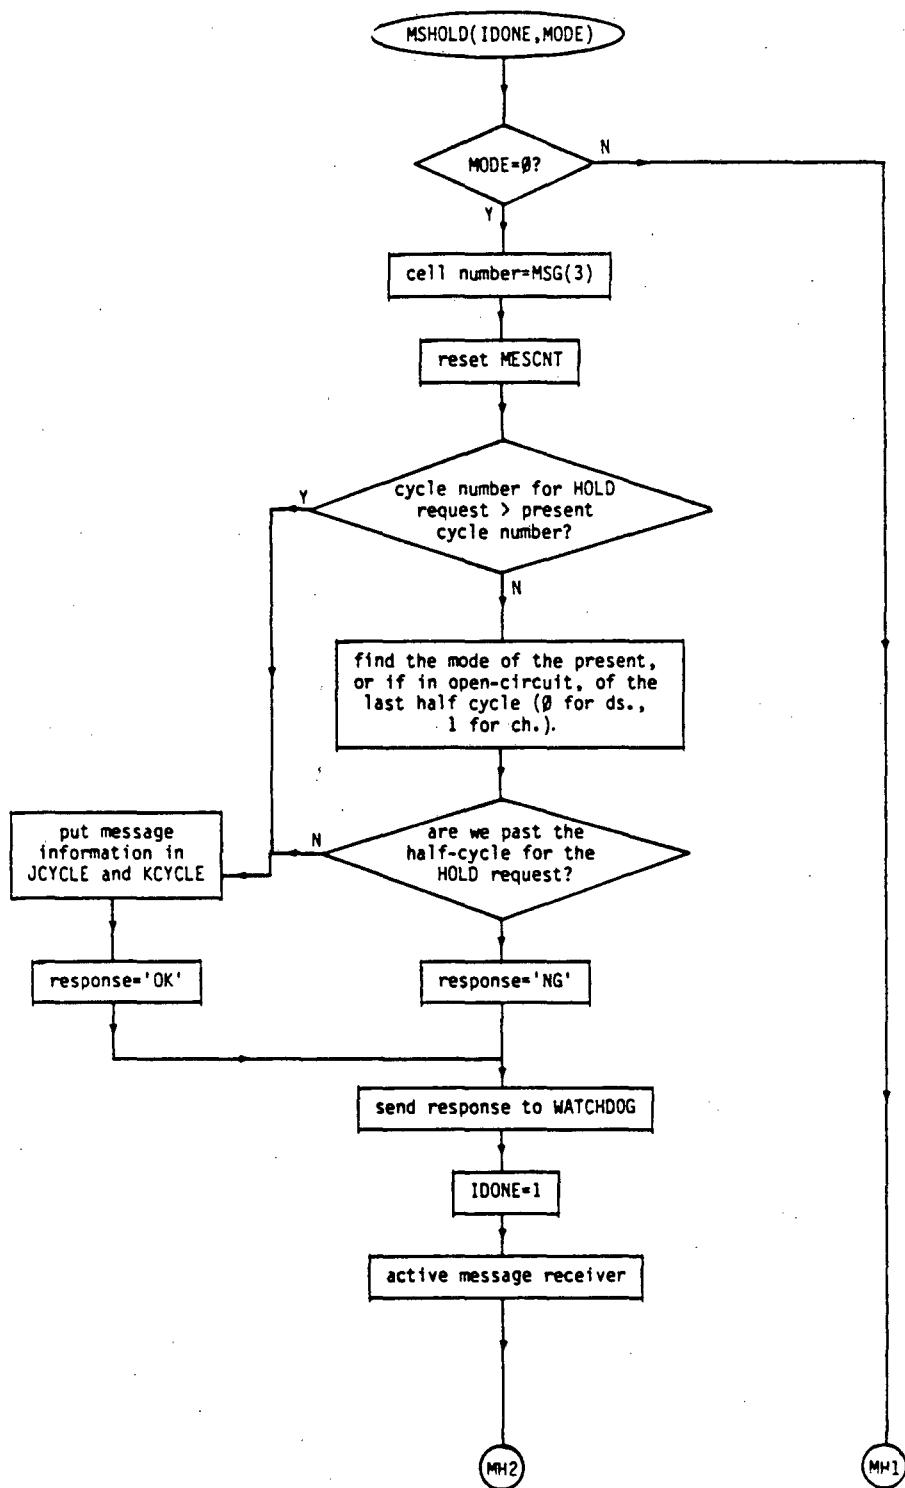 MSHOLD(IDONE,MODE)
MODE=Ø?
N
Y
cell number=MSG(3)
reset MESCNT
cycle number for HOLD
request > present
cycle number?
Y
N
find the mode of the present,
or if in open-circuit, of the
last half cycle (Ø for ds.,
1 for ch.).
put message
information in
JCYCLE and KCYCLE
N
are we past the
half-cycle for the
HOLD request?
response='OK'
response='NG'
send response to WATCHDOG
IDONE=1
active message receiver
MH2
MH1